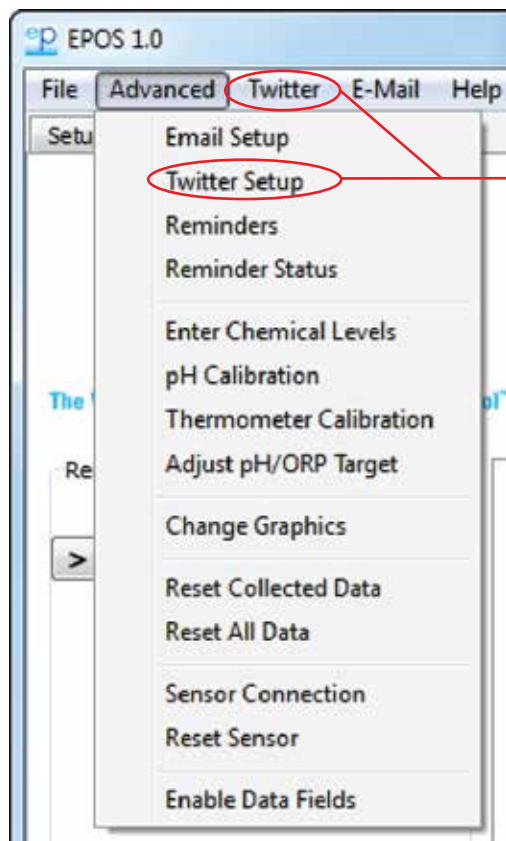 ep EPOS 1.0
File Advanced Twitter E-Mail Help
Setu
Email Setup
Twitter Setup
Reminders
Reminder Status
Enter Chemical Levels
pH Calibration
The
ol
Thermometer Calibration
Re
Adjust pH/ORP Target
Change Graphics
>
Reset Collected Data
Reset All Data
Sensor Connection
Reset Sensor
Enable Data Fields